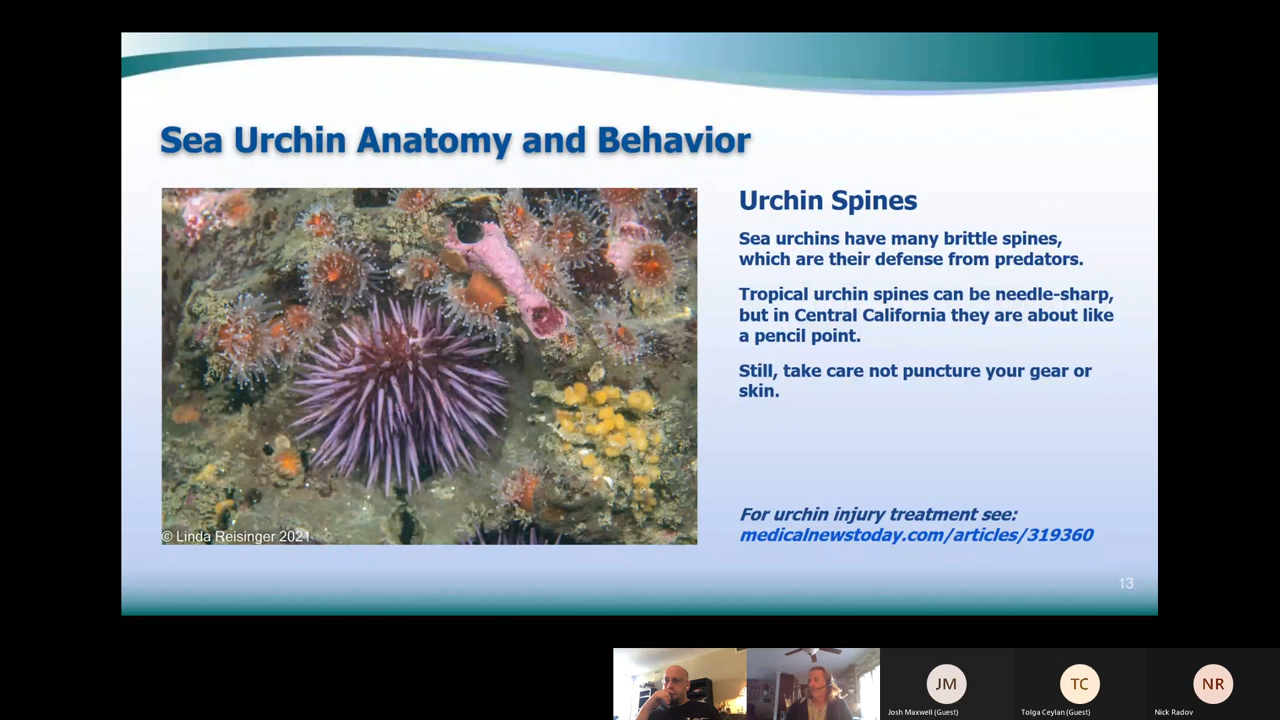 Sea Urchin Anatomy and Behavior
Urchin Spines
Sea urchins have many brittle spines,
which are their defense from predators.
Tropical urchin spines can be needle-sharp,
but in Central California they are about like
a pencil point.
Still, take care not puncture your gear or
skin.
For urchin injury treatment see:
medicalnewstoday.com/articles/319360
© Linda Reisinger 2021
13
JM
TC
NR
Josh Maxwell (Guest)
Tolga Ceylan (Guest)
Nick Radov